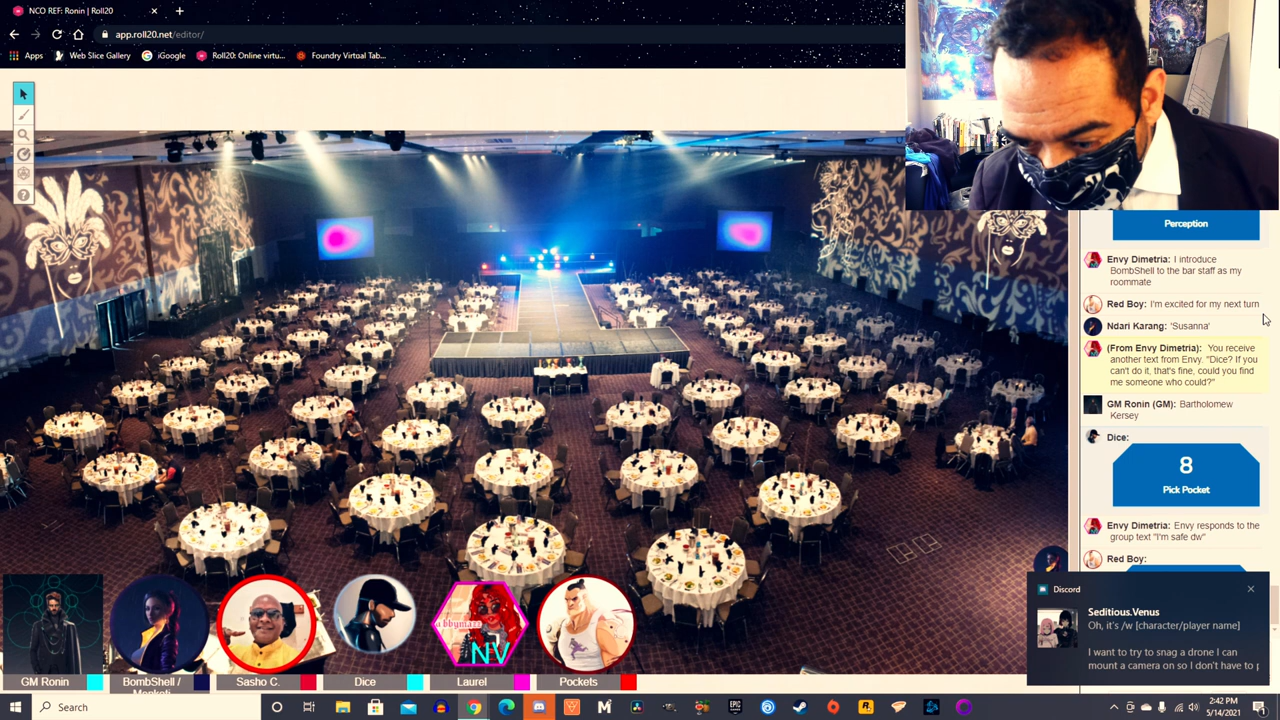 NCO REF: Ronin | Roll20
app.roll20.net/editor/
Apps
Web Slice Gallery
iGoogle
Roll20: Online virtu...
Foundry Virtual Tab...
Perception
Envy Dimetria: I introduce
BombShell to the bar staff as my
roommate
Red Boy: I'm excited for my next turn
Ndari Karang: 'Susanna'
(From Envy Dimetria): You receive
another text from Envy. "Dice? If you
can't do it, that's fine, could you find
me someone who could?"
GM Ronin (GM): Bartholomew
Kersey
Dice:
8
Pick Pocket
Envy Dimetria: Envy responds to the
group text "I'm safe dw"
Red Boy:
Discord
Seditious.Venus
Oh, it's /w [character/player name]
I want to try to snag a drone I can
mount a camera on so I don't have to
NV
GM Ronin
BombShell /
Sasho C.
Dice
Laurel
Pockets
Search
2:42 PM
5/14/2021